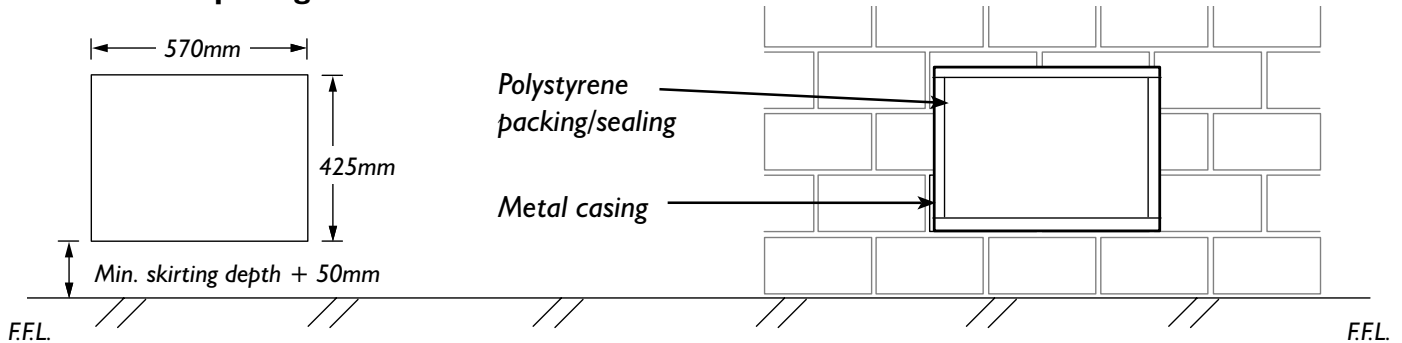 570mm
425mm
Min. skirting depth + 50mm
F.F.L.
Polystyrene
packing/sealing
Metal casing
F.F.L.